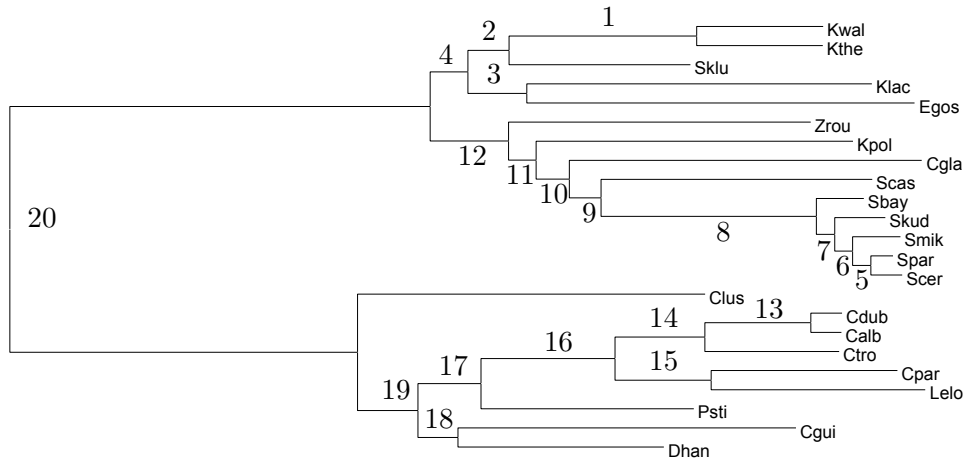 1
Kwal
2
Kthe
4
3
Sklu
Klac
Egos
Zrou
12
Kpol
11
Cgla
10
Scas
9
Sbay
20
8
Skud
7
Smik
6
Spar
5
Scer
Clus
13
Cdub
14
Calb
16
Ctro
17
15
Cpar
19
Lelo
18
Psti
Cgui
Dhan